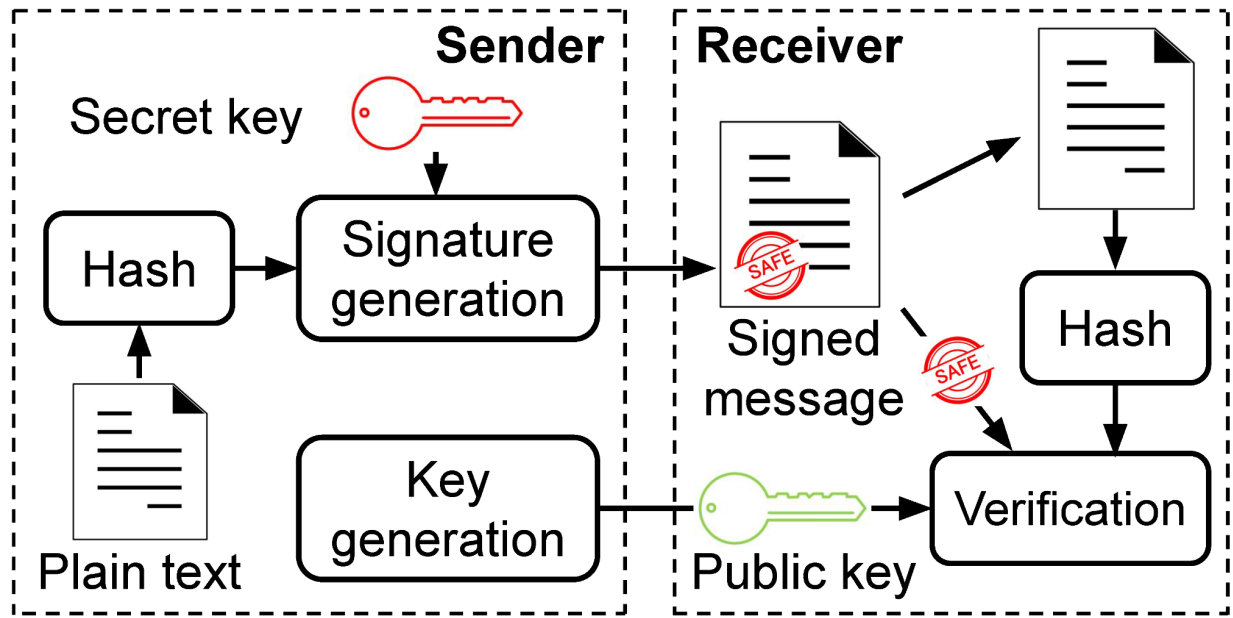 Sender
Secret key
Hash
Signature
generation
Plain text
Key
generation
Receiver
SAFE
Signed
message
SAFE
Hash
Verification
Public key